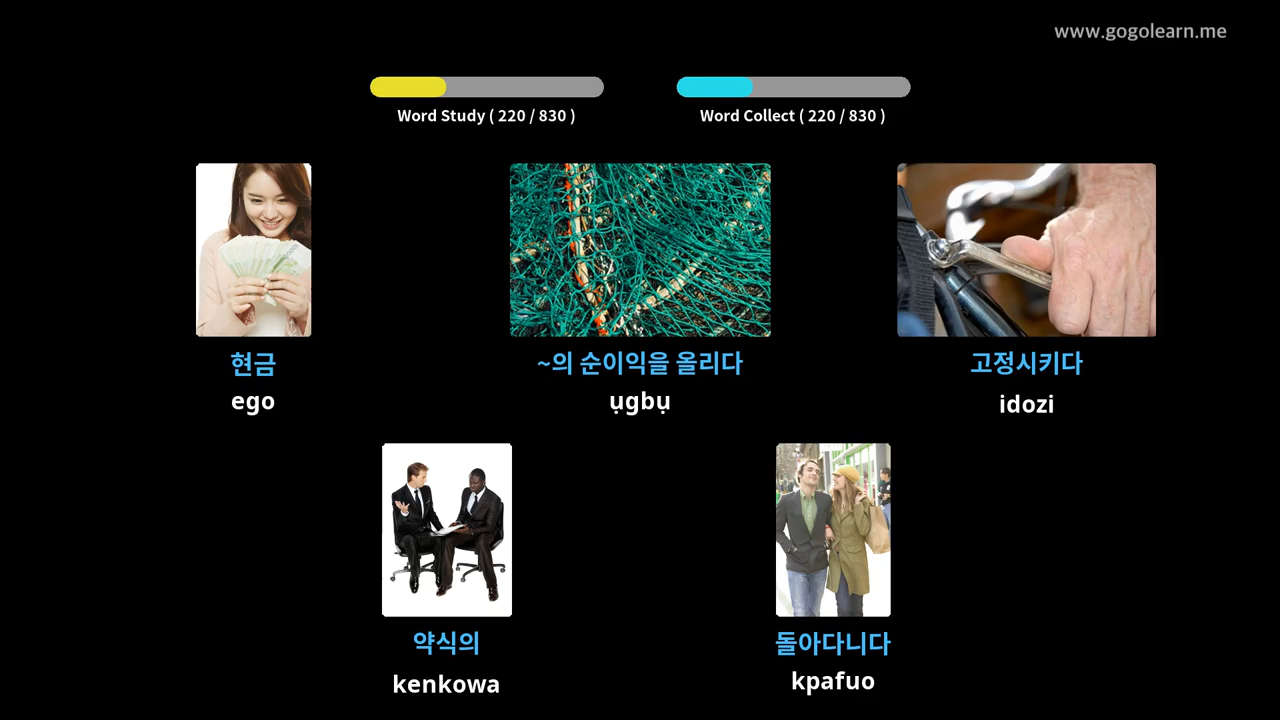 www.gogolearn.me
Word Study ( 220 / 830 )
Word Collect ( 220 / 830 )
현금
ego
~의 순이익을 올리다
ụgbụ
고정시키다
idozi
약식의
kenkowa
돌아다니다
kpafuo